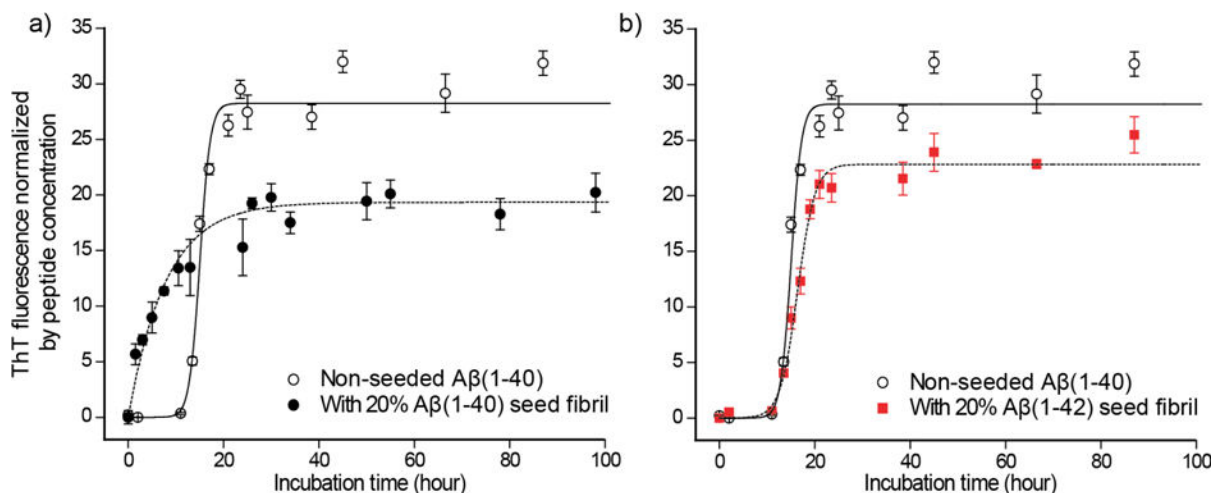 a)
ThT fluorescence normalized
by peptide concentration
35
30
25
20
15
10
5
0
Non-seeded Aβ(1-40)
With 20% Aβ(1-40) seed fibril
0 20 40 60 80 100
Incubation time (hour)
b)
35
30
25
20
15
10
5
0
Non-seeded Aβ(1-40)
With 20% Aβ(1-42) seed fibril
0 20 40 60 80 100
Incubation time (hour)